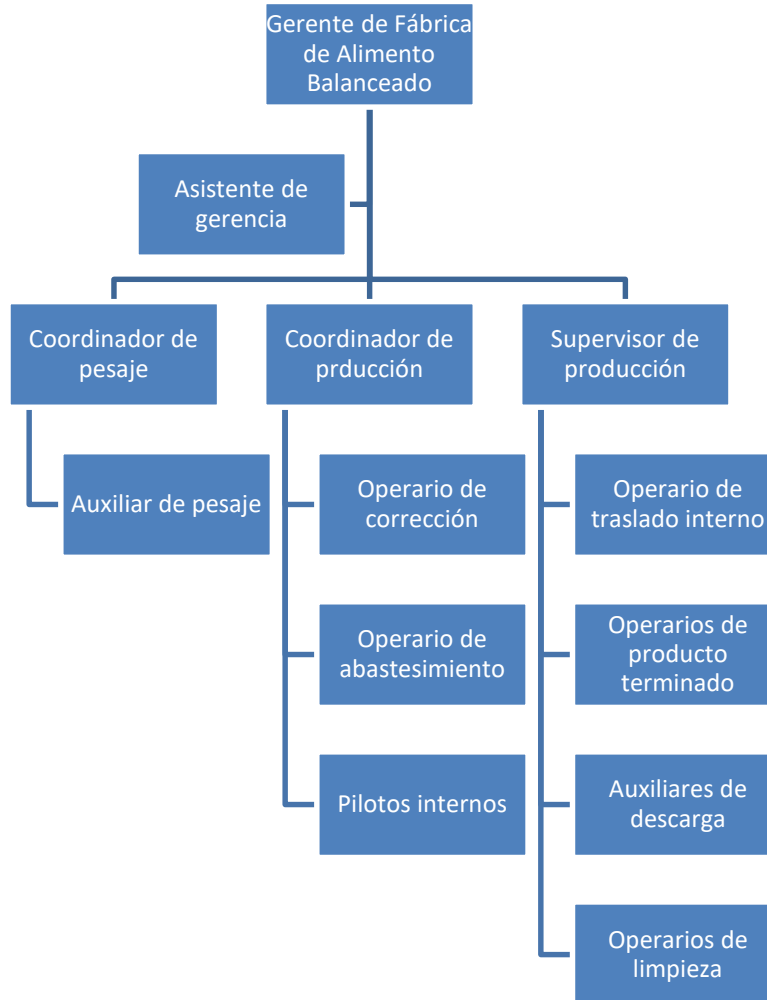 Gerente de Fábrica
de Alimento
Balanceado
Asistente de
gerencia
Coordinador de
pesaje
Coordinador de
prducción
Supervisor de
producción
Auxiliar de pesaje
Operario de
corrección
Operario de
traslado interno
Operario de
abastesimiento
Operarios de
producto
terminado
Pilotos internos
Auxiliares de
descarga
Operarios de
limpieza